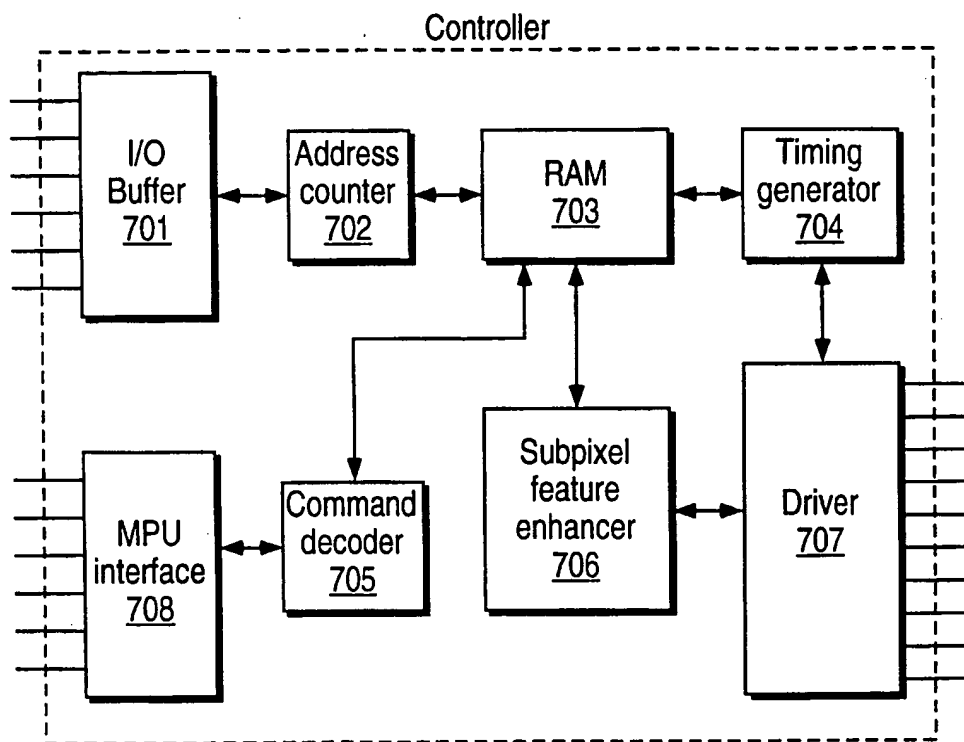 Controller
I/O
Buffer
701
Address
counter
702
RAM
703
Timing
generator
704
MPU
interface
708
Command
decoder
705
Subpixel
feature
enhancer
706
Driver
707